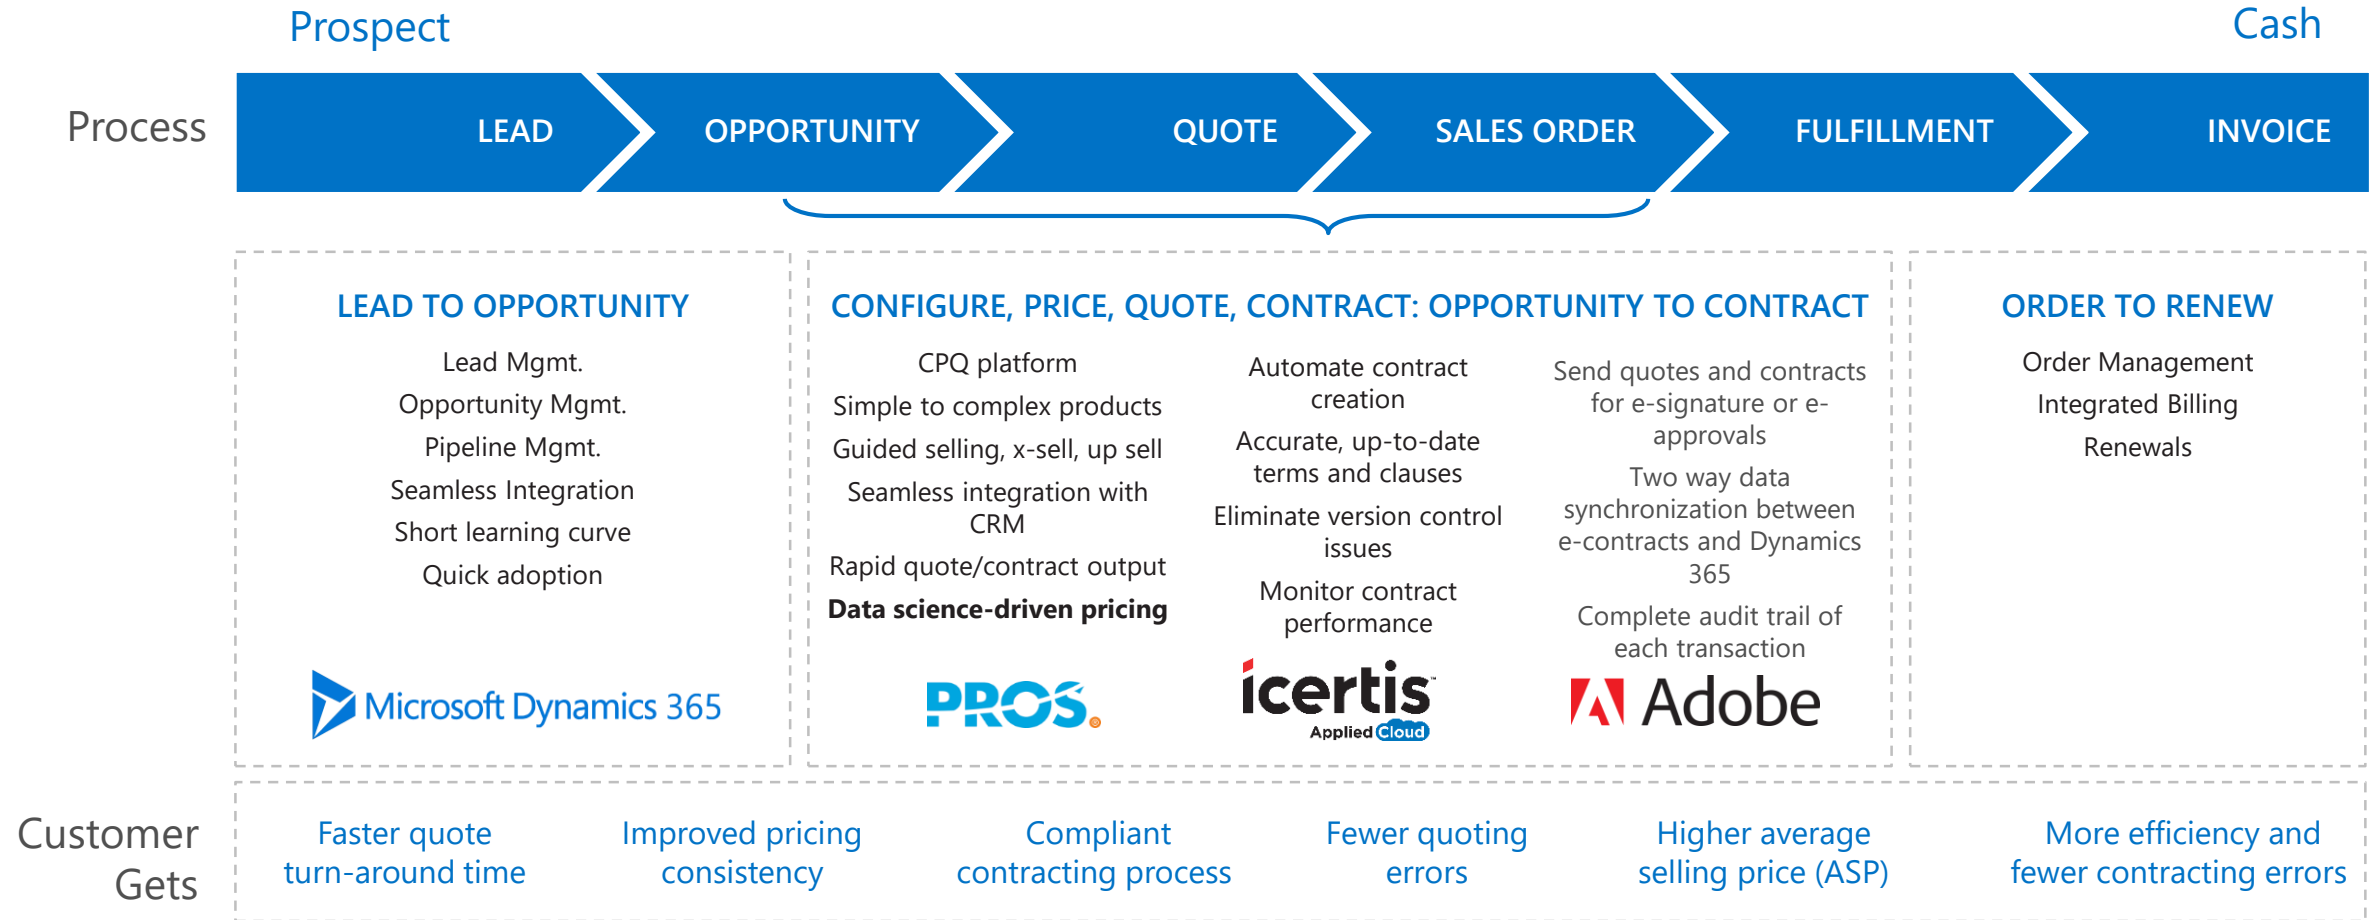 Prospect
Cash
Process
LEAD
OPPORTUNITY
QUOTE
SALES ORDER
FULFILLMENT
INVOICE
LEAD TO OPPORTUNITY
Lead Mgmt.
Opportunity Mgmt.
Pipeline Mgmt.
Seamless Integration
Short learning curve
Quick adoption
Microsoft Dynamics 365
CONFIGURE, PRICE, QUOTE, CONTRACT: OPPORTUNITY TO CONTRACT
CPQ platform
Simple to complex products
Guided selling, x-sell, up sell
Seamless integration with
CRM
Rapid quote/contract output
Data science-driven pricing
PROS
Automate contract
creation
Accurate, up-to-date
terms and clauses
Eliminate version control
issues
Monitor contract
performance
icertis™
Applied Cloud
Send quotes and contracts
for e-signature or e-
approvals
Two way data
synchronization between
e-contracts and Dynamics
365
Complete audit trail of
each transaction
Adobe
ORDER TO RENEW
Order Management
Integrated Billing
Renewals
Customer
Gets
Faster quote
turn-around time
Improved pricing
consistency
Compliant
contracting process
Fewer quoting
errors
Higher average
selling price (ASP)
More efficiency and
fewer contracting errors